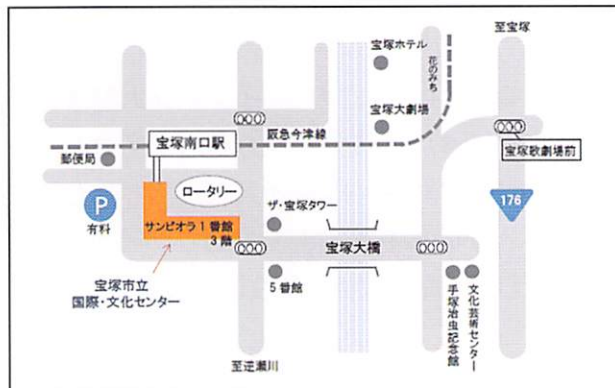 至宝塚
宝塚ホテル
花のみち
宝塚大劇場
阪急今津線
宝塚南口駅
郵便局
宝塚歌劇場前
ロータリー
P
有料
176
サンビオラ1番館
3階
ザ・宝塚タワー
宝塚大橋
宝塚市立
国際・文化センター
5番館
手塚治虫記念館
文化芸術センター
至逆瀬川